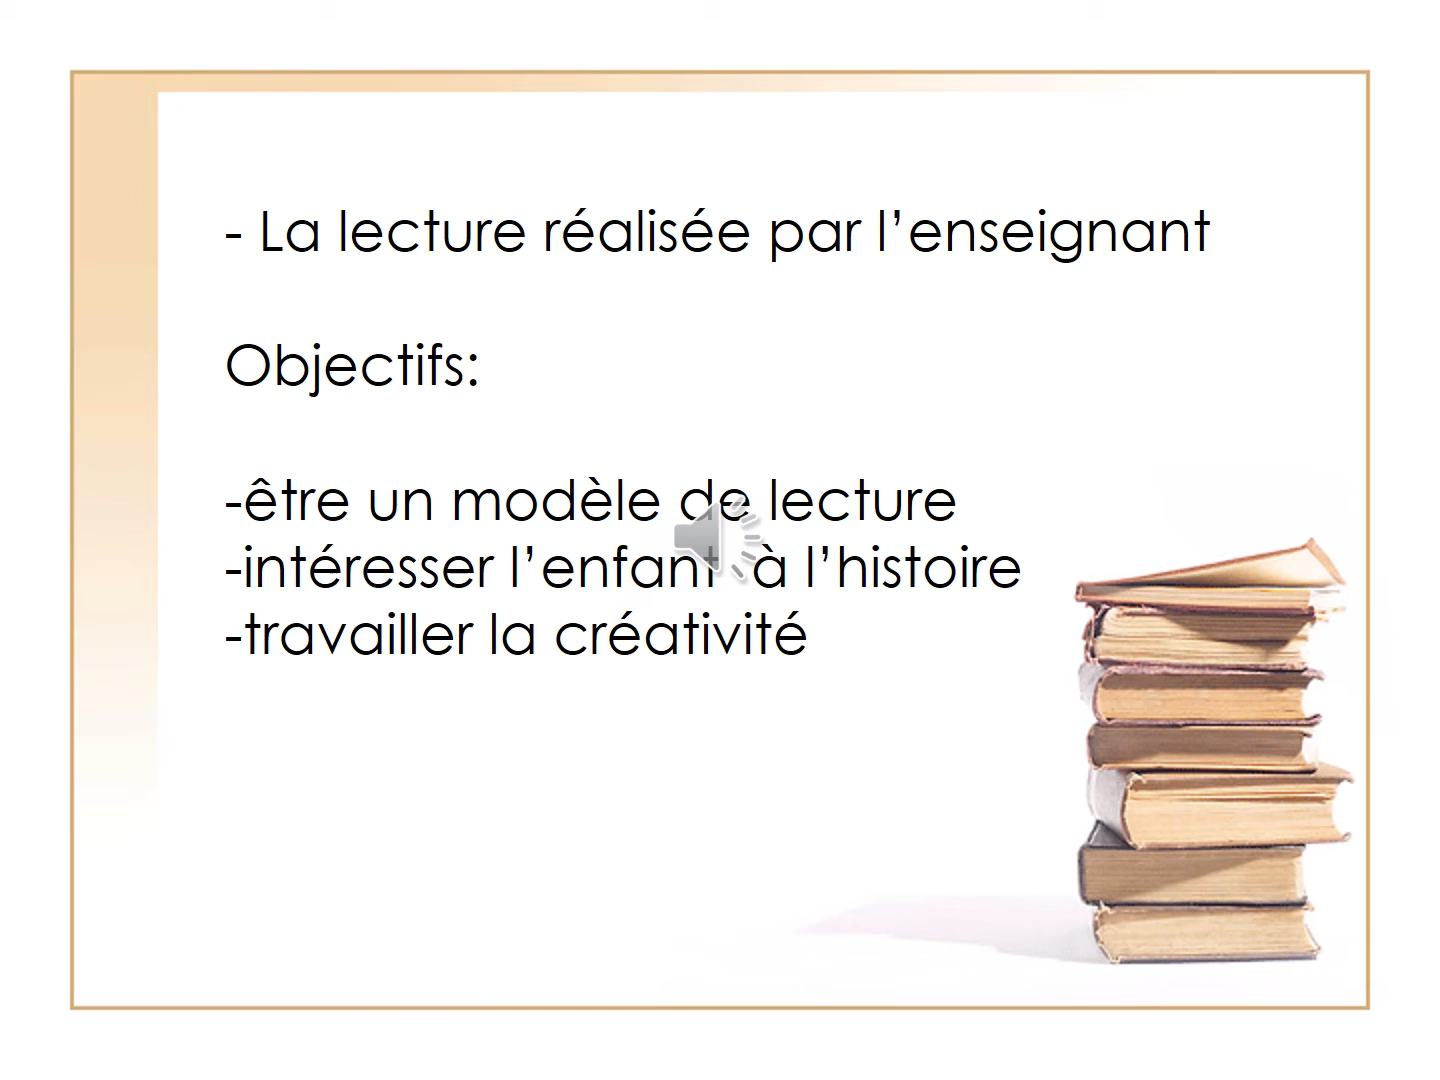 - La lecture réalisée par l’enseignant
Objectifs:
-être un modèle de lecture
-intéresser l’enfant à l’histoire
-travailler la créativité